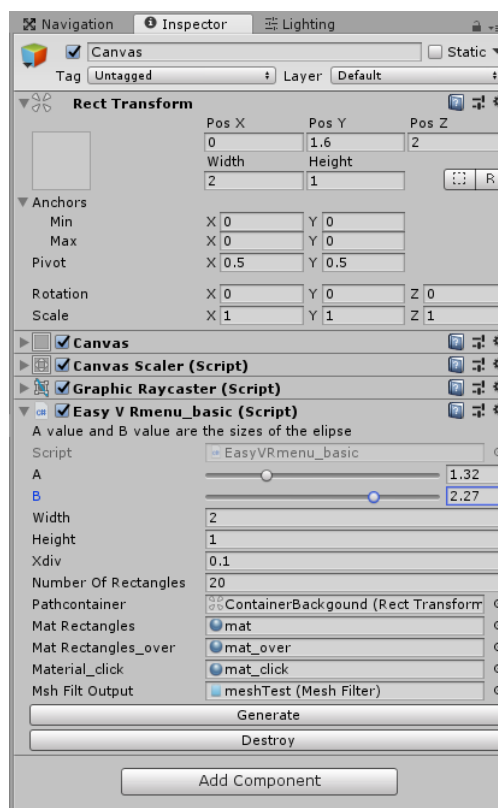 Navigation Inspector Lighting
Canvas Static
Tag Untagged Layer Default
Rect Transform
Pos X Pos Y Pos Z
0 1.6 2
Width Height
2 1
R
Anchors
Min X 0 Y 0
Max X 0 Y 0
Pivot X 0.5 Y 0.5
Rotation X 0 Y 0 Z 0
Scale X 1 Y 1 Z 1
Canvas
Canvas Scaler (Script)
Graphic Raycaster (Script)
Easy V Rmenu_basic (Script)
A value and B value are the sizes of the elipse
Script EasyVRmenu_basic
A 1.32
B 2.27
Width 2
Height 1
Xdiv 0.1
Number Of Rectangles 20
Pathcontainer ContainerBackgound (Rect Transform
Mat Rectangles mat
Mat Rectangles_over mat_over
Material_click mat_click
Msh Filt Output meshTest (Mesh Filter)
Generate
Destroy
Add Component